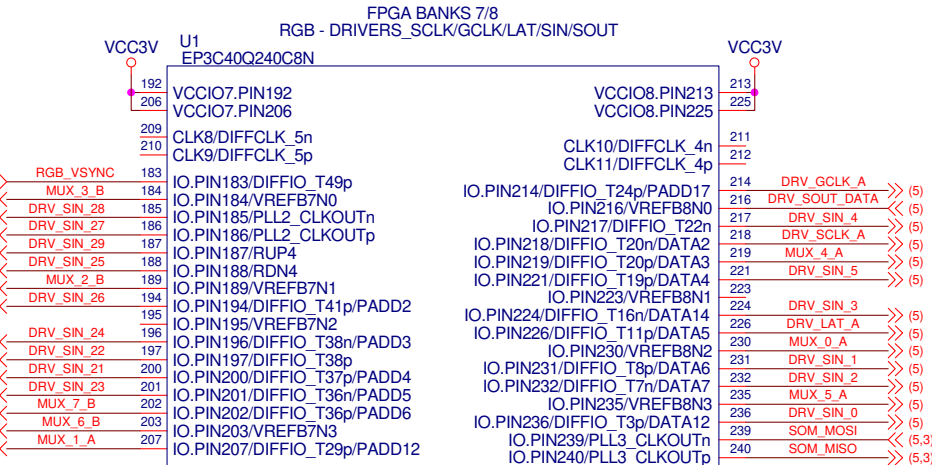 FPGA BANKS 7/8
RGB - DRIVERS_SCLK/GCLK/LAT/SIN/SOUT
VCC3V U1 VCC3V
EP3C40Q240C8N
192 VCCIO7.PIN192 VCCIO8.PIN213 213
206 VCCIO7.PIN206 VCCIO8.PIN225 225
209 CLK8/DIFFCLK_5n CLK10/DIFFCLK_4n 211
210 CLK9/DIFFCLK_5p CLK11/DIFFCLK_4p 212
RGB_VSYNC 183 IO.PIN183/DIFFIO_T49p IO.PIN214/DIFFIO_T24p/PADD17 214 DRV_GCLK_A (5)
MUX_3_B 184 IO.PIN184/VREFB7N0 IO.PIN216/VREFB8N0 216 DRV_SOUT_DATA (5)
DRV_SIN_28 185 IO.PIN185/PLL2_CLKOUTn IO.PIN217/DIFFIO_T22n 217 DRV_SIN_4 (5)
DRV_SIN_27 186 IO.PIN186/PLL2_CLKOUTp IO.PIN218/DIFFIO_T20n/DATA2 218 DRV_SCLK_A (5)
DRV_SIN_29 187 IO.PIN187/RUP4 IO.PIN219/DIFFIO_T20p/DATA3 219 MUX_4_A (5)
DRV_SIN_25 188 IO.PIN188/RDN4 IO.PIN221/DIFFIO_T19p/DATA4 221 DRV_SIN_5 (5)
MUX_2_B 189 IO.PIN189/VREFB7N1 IO.PIN223/VREFB8N1 223
DRV_SIN_26 194 IO.PIN194/DIFFIO_T41p/PADD2 IO.PIN224/DIFFIO_T16n/DATA14 224 DRV_SIN_3 (5)
195 IO.PIN195/VREFB7N2 IO.PIN226/DIFFIO_T11p/DATA5 226 DRV_LAT_A (5)
DRV_SIN_24 196 IO.PIN196/DIFFIO_T38n/PADD3 IO.PIN230/VREFB8N2 230 MUX_0_A (5)
DRV_SIN_22 197 IO.PIN197/DIFFIO_T38p IO.PIN231/DIFFIO_T8p/DATA6 231 DRV_SIN_1 (5)
DRV_SIN_21 200 IO.PIN200/DIFFIO_T37p/PADD4 IO.PIN232/DIFFIO_T7n/DATA7 232 DRV_SIN_2 (5)
DRV_SIN_23 201 IO.PIN201/DIFFIO_T36n/PADD5 IO.PIN235/VREFB8N3 235 MUX_5_A (5)
MUX_7_B 202 IO.PIN202/DIFFIO_T36p/PADD6 IO.PIN236/DIFFIO_T3p/DATA12 236 DRV_SIN_0 (5)
MUX_6_B 203 IO.PIN203/VREFB7N3 IO.PIN239/PLL3_CLKOUTn 239 SOM_MOSI (5,3)
MUX_1_A 207 IO.PIN207/DIFFIO_T29p/PADD12 IO.PIN240/PLL3_CLKOUTp 240 SOM_MISO (5,3)